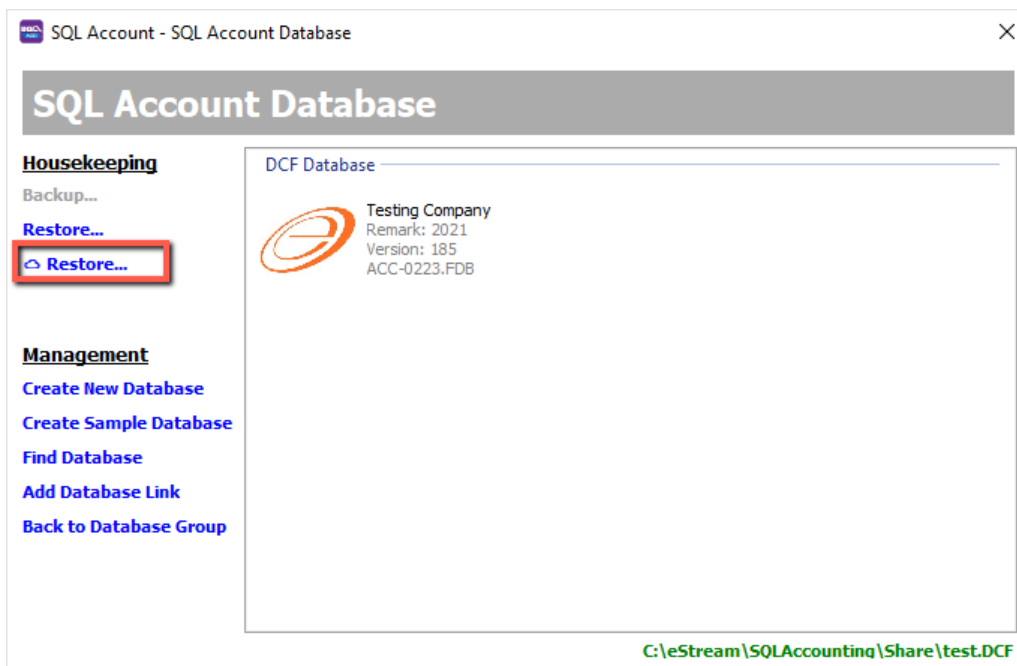 SQL Account - SQL Account Database
SQL Account Database
Housekeeping
Backup...
Restore...
Restore...
Management
Create New Database
Create Sample Database
Find Database
Add Database Link
Back to Database Group
DCF Database
Testing Company
Remark: 2021
Version: 185
ACC-0223.FDB
C:\eStream\SQLAccounting\Share\test.DCF